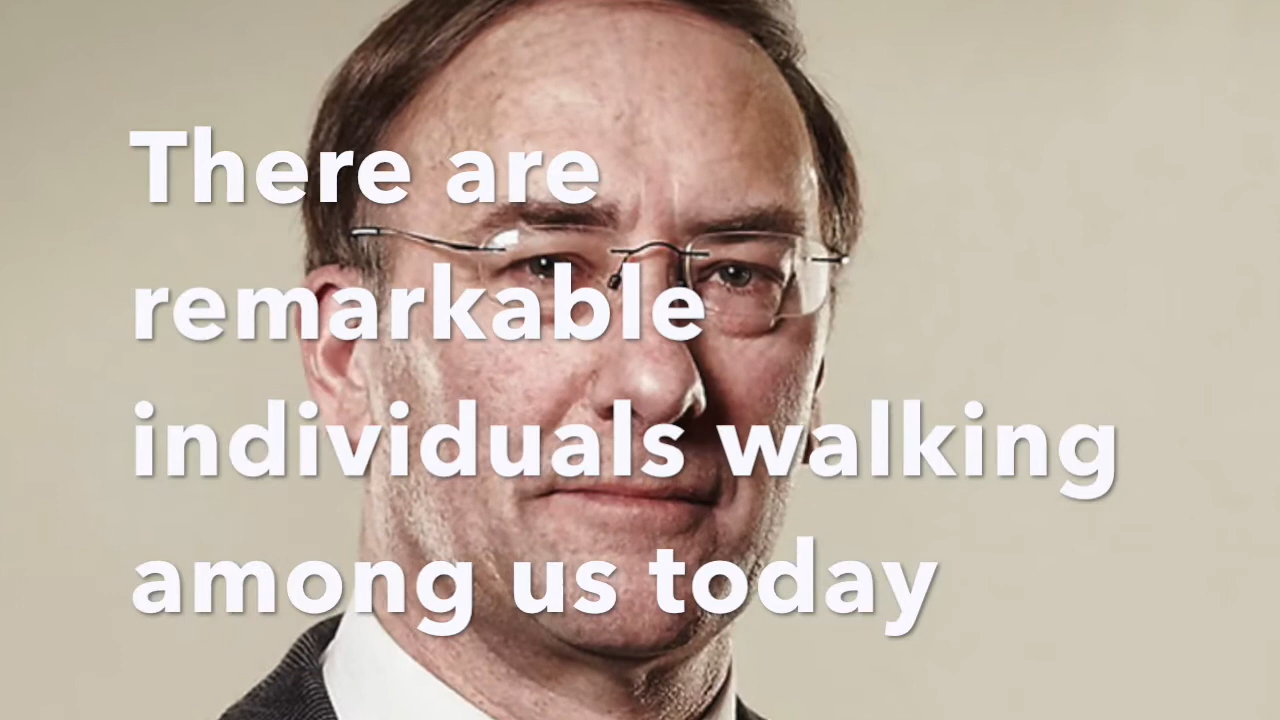 There are
remarkable
individuals walking
among us today